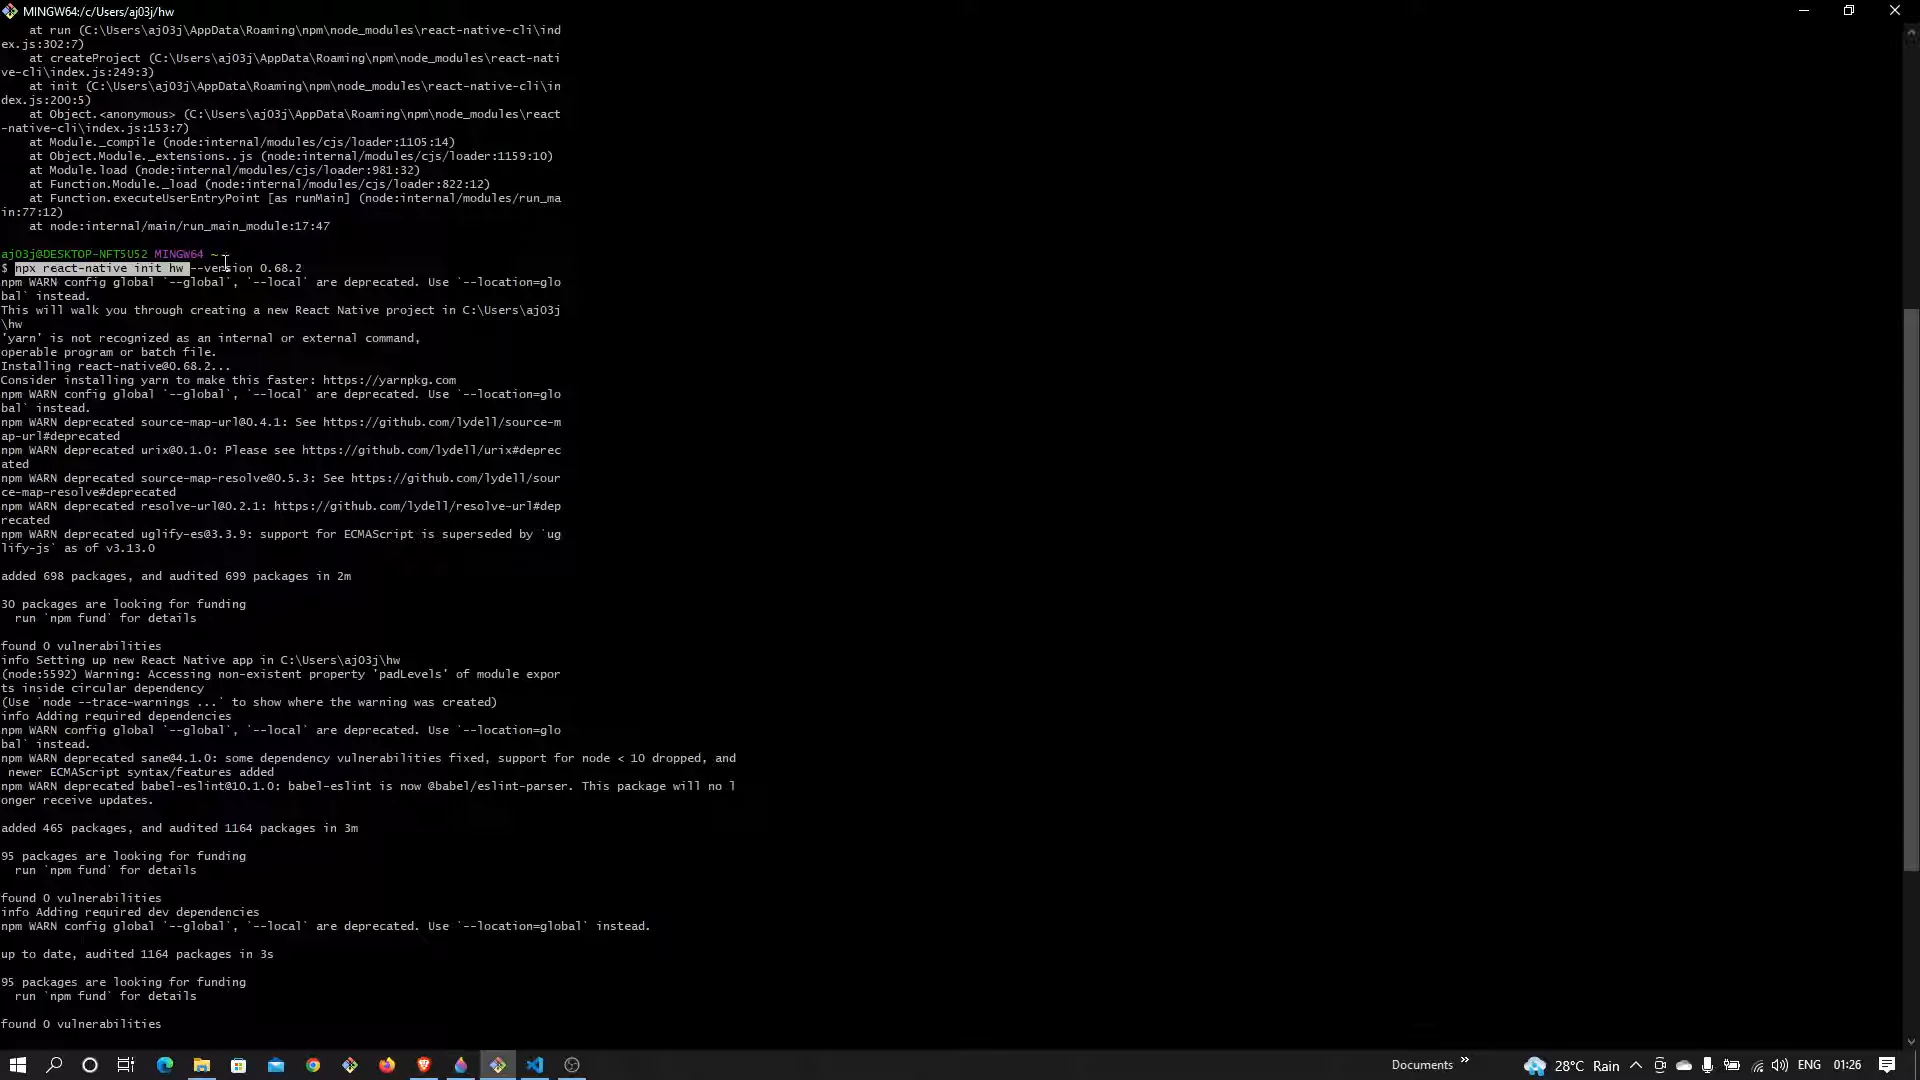 MINGW64:/c/Users/aj03j/hw
    at run (C:\Users\aj03j\AppData\Roaming\npm\node_modules\react-native-cli\ind
ex.js:302:7)
    at createProject (C:\Users\aj03j\AppData\Roaming\npm\node_modules\react-nati
ve-cli\index.js:249:3)
    at init (C:\Users\aj03j\AppData\Roaming\npm\node_modules\react-native-cli\in
dex.js:200:5)
    at Object.<anonymous> (C:\Users\aj03j\AppData\Roaming\npm\node_modules\react
-native-cli\index.js:153:7)
    at Module._compile (node:internal/modules/cjs/loader:1105:14)
    at Object.Module._extensions..js (node:internal/modules/cjs/loader:1159:10)
    at Module.load (node:internal/modules/cjs/loader:981:32)
    at Function.Module._load (node:internal/modules/cjs/loader:822:12)
    at Function.executeUserEntryPoint [as runMain] (node:internal/modules/run_ma
in:77:12)
    at node:internal/main/run_main_module:17:47
aj03j@DESKTOP-NFT5U52 MINGW64 ~
$ npx react-native init hw --version 0.68.2
npm WARN config global `--global`, `--local` are deprecated. Use `--location=glo
bal` instead.
This will walk you through creating a new React Native project in C:\Users\aj03j
\hw
'yarn' is not recognized as an internal or external command,
operable program or batch file.
Installing react-native@0.68.2...
Consider installing yarn to make this faster: https://yarnpkg.com
npm WARN config global `--global`, `--local` are deprecated. Use `--location=glo
bal` instead.
npm WARN deprecated source-map-url@0.4.1: See https://github.com/lydell/source-m
ap-url#deprecated
npm WARN deprecated urix@0.1.0: Please see https://github.com/lydell/urix#deprec
ated
npm WARN deprecated source-map-resolve@0.5.3: See https://github.com/lydell/sour
ce-map-resolve#deprecated
npm WARN deprecated resolve-url@0.2.1: https://github.com/lydell/resolve-url#dep
recated
npm WARN deprecated uglify-es@3.3.9: support for ECMAScript is superseded by `ug
lify-js` as of v3.13.0
added 698 packages, and audited 699 packages in 2m
30 packages are looking for funding
  run `npm fund` for details
found 0 vulnerabilities
info Setting up new React Native app in C:\Users\aj03j\hw
(node:5592) Warning: Accessing non-existent property 'padLevels' of module expor
ts inside circular dependency
(Use `node --trace-warnings ...` to show where the warning was created)
info Adding required dependencies
npm WARN config global `--global`, `--local` are deprecated. Use `--location=glo
bal` instead.
npm WARN deprecated sane@4.1.0: some dependency vulnerabilities fixed, support for node < 10 dropped, and
 newer ECMAScript syntax/features added
npm WARN deprecated babel-eslint@10.1.0: babel-eslint is now @babel/eslint-parser. This package will no l
onger receive updates.
added 465 packages, and audited 1164 packages in 3m
95 packages are looking for funding
  run `npm fund` for details
found 0 vulnerabilities
info Adding required dev dependencies
npm WARN config global `--global`, `--local` are deprecated. Use `--location=global` instead.
up to date, audited 1164 packages in 3s
95 packages are looking for funding
  run `npm fund` for details
found 0 vulnerabilities
Documents » 28°C Rain ENG 01:26